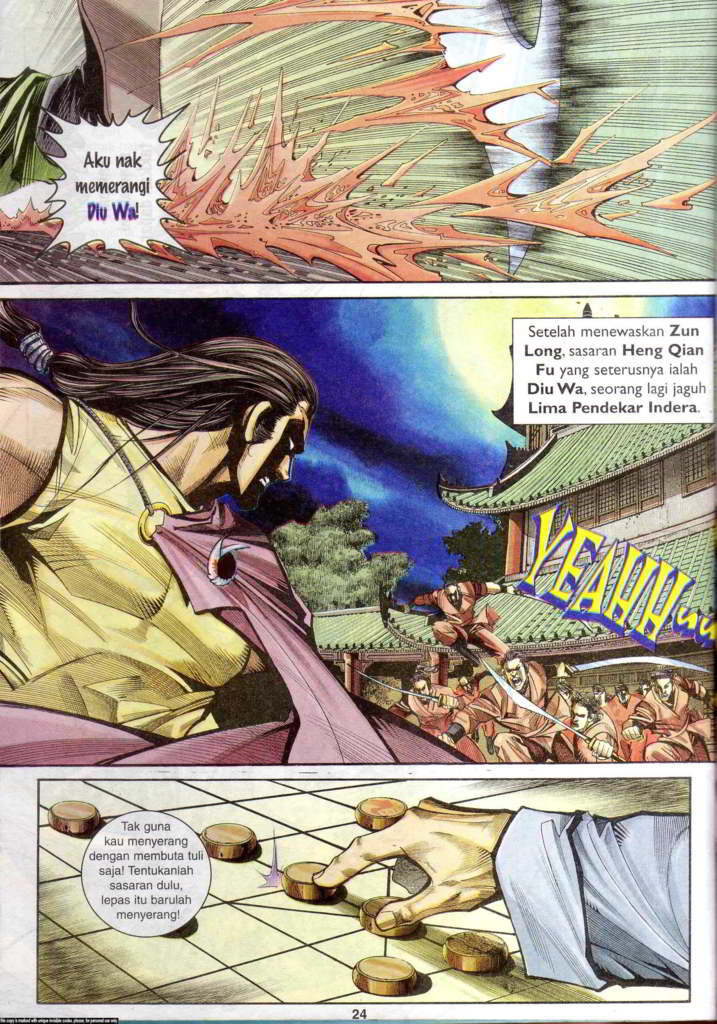 Aku nak
memerangi
Diu Wa!
Setelah menewaskan Zun
Long, sasaran Heng Qian
Fu yang seterusnya ialah
Diu Wa, seorang lagi jaguh
Lima Pendekar Indera.
YEAHHuuu
Tak guna
kau menyerang
dengan membuta tuli
saja! Tentukanlah
sasaran dulu,
lepas itu barulah
menyerang!
24